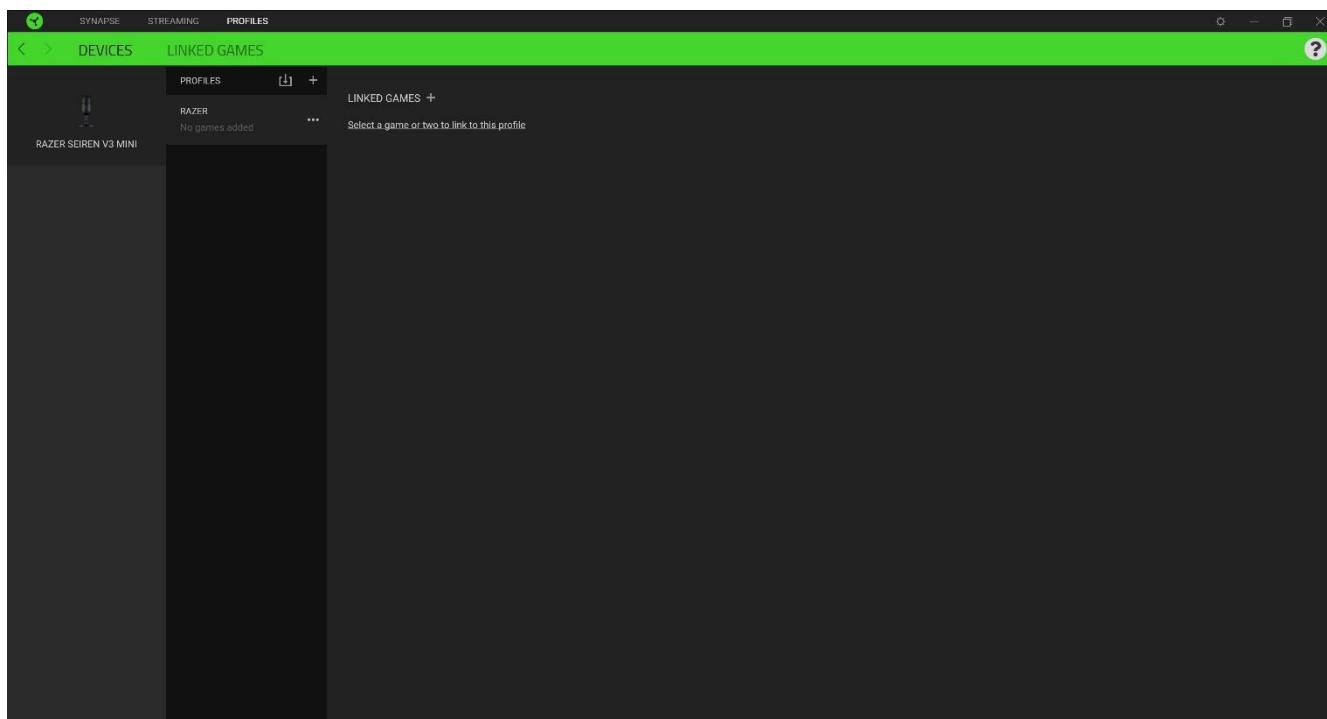 SYNAPSE STREAMING PROFILES
DEVICES LINKED GAMES ?
PROFILES
RAZER
No games added
RAZER SEIREN V3 MINI
LINKED GAMES +
Select a game or two to link to this profile